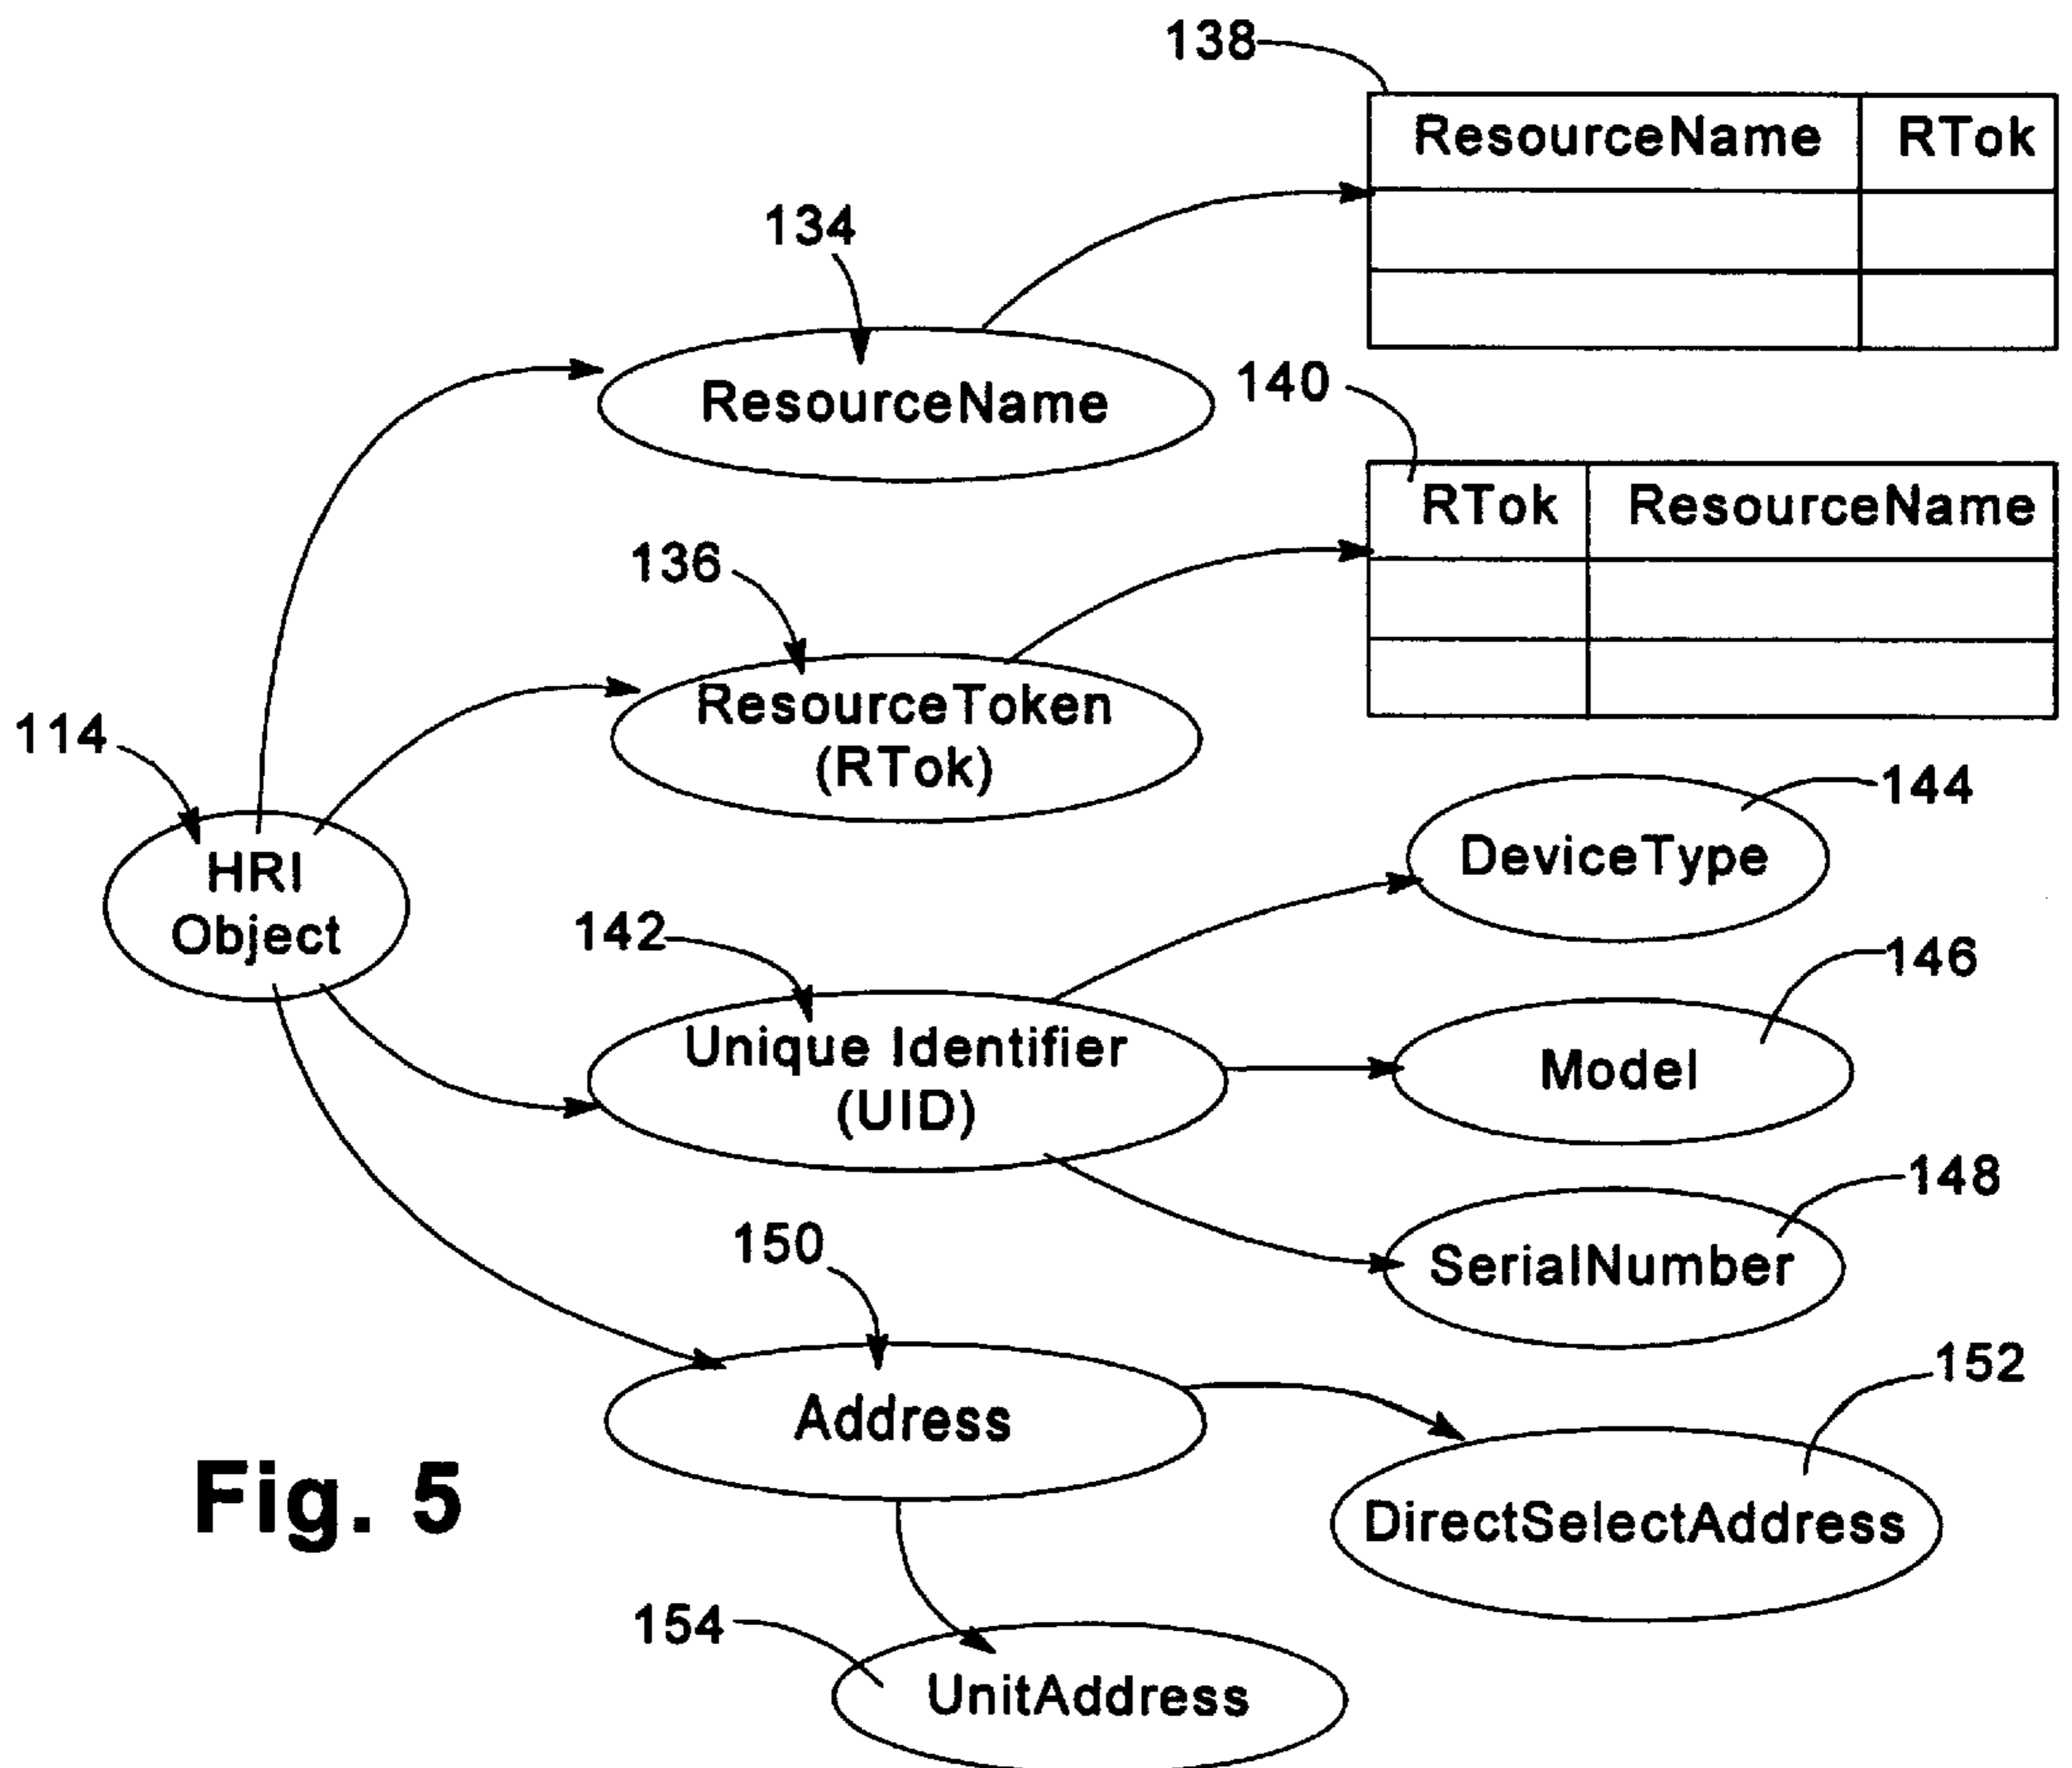 138
ResourceName RTok
134
ResourceName
140
RTok ResourceName
136
ResourceToken
(RTok)
114
HRI
Object
144
DeviceType
142
Unique Identifier
(UID)
146
Model
148
SerialNumber
150
Address
152
DirectSelectAddress
Fig. 5
154
UnitAddress